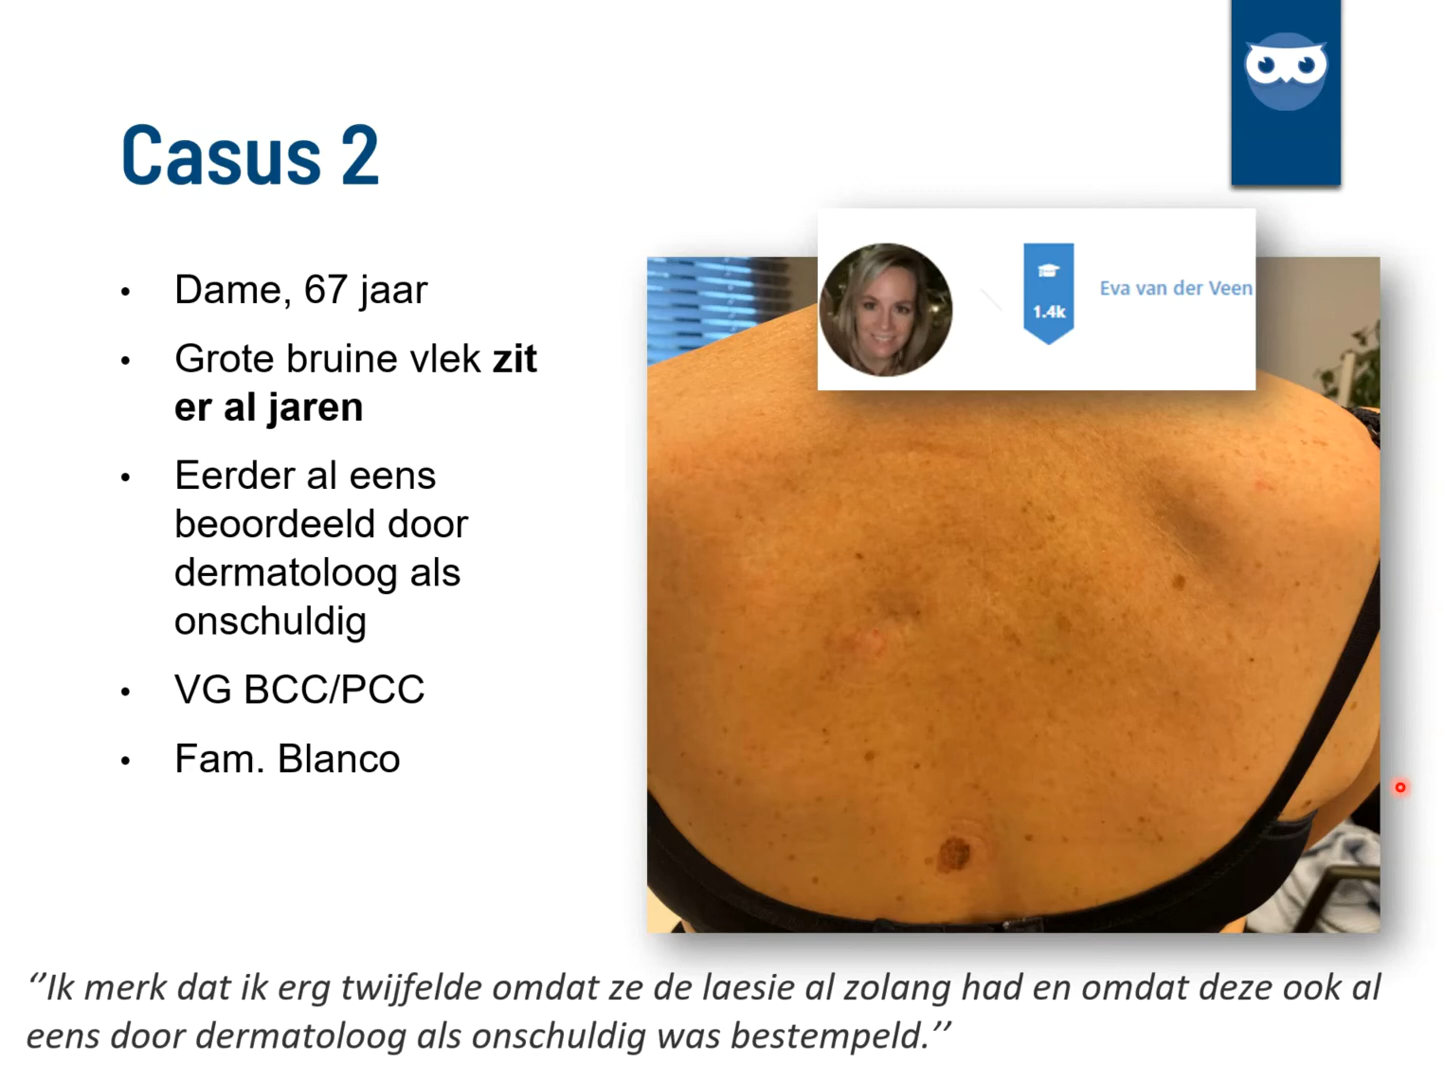 Casus 2
1.4k
Eva van der Veen
• Dame, 67 jaar
• Grote bruine vlek zit
er al jaren
• Eerder al eens
beoordeeld door
dermatoloog als
onschuldig
• VG BCC/PCC
• Fam. Blanco
‘’Ik merk dat ik erg twijfelde omdat ze de laesie al zolang had en omdat deze ook al
eens door dermatoloog als onschuldig was bestempeld.’’